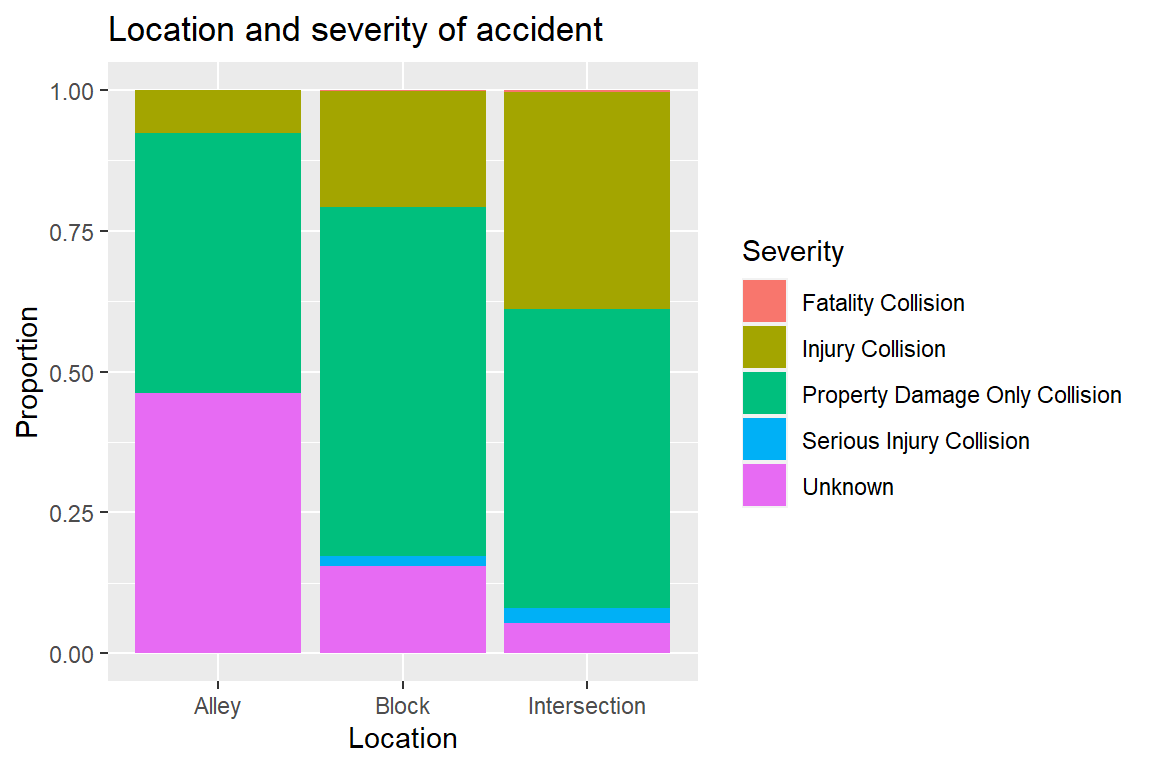 Location and severity of accident
1.00
0.75
0.50
0.25
0.00
Proportion
Alley Block Intersection
Location
Severity
Fatality Collision
Injury Collision
Property Damage Only Collision
Serious Injury Collision
Unknown